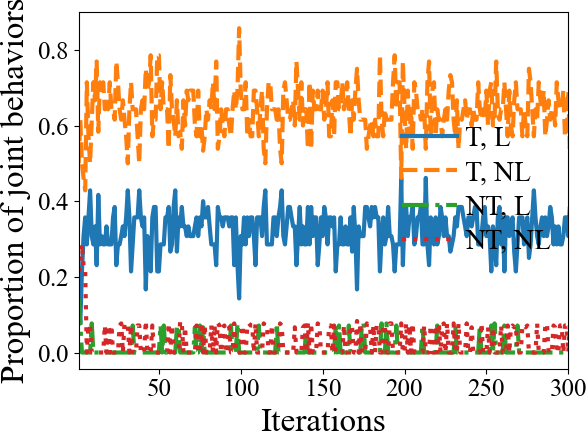 Proportion of joint behaviors
0.8
0.6
0.4
0.2
0.0
T, L
T, NL
NT, L
NT, NL
50 100 150 200 250 300
Iterations